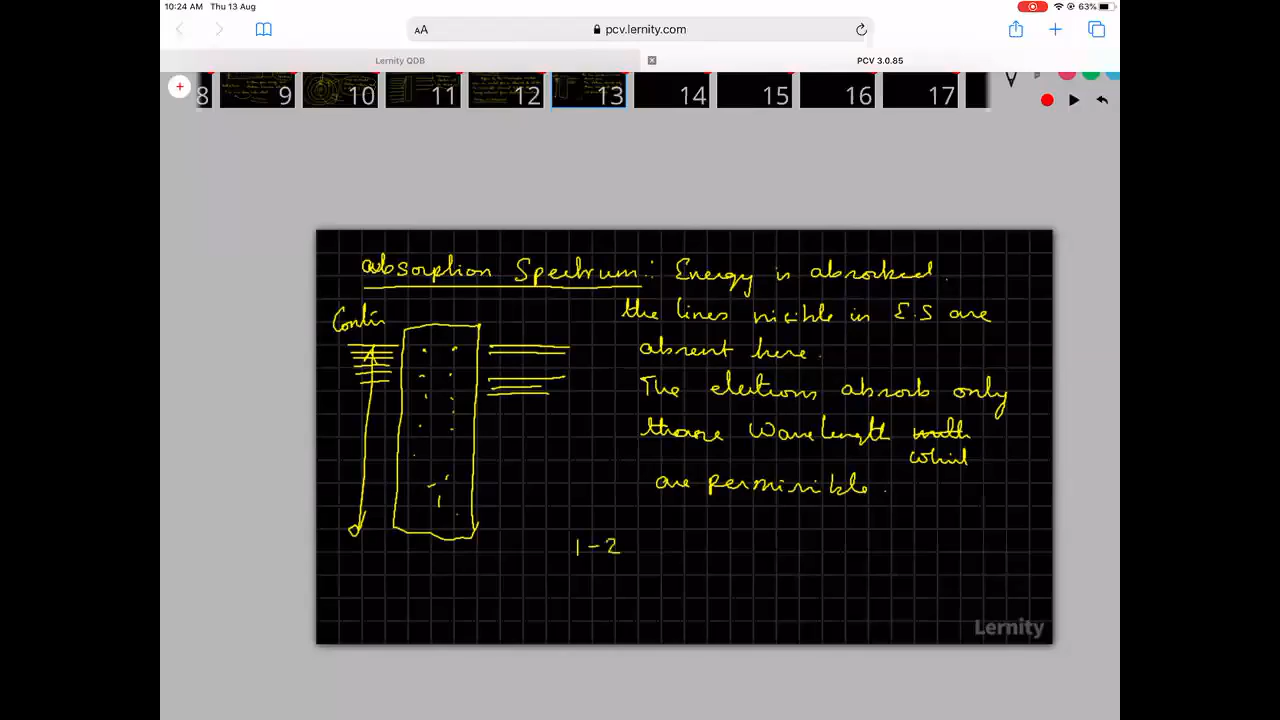 10:24 AM Thu 13 Aug
63%
AA
pcv.lernity.com
Lernity QDB
PCV 3.0.85
8 9 10 11 12 13 14 15 16 17
absorption Spectrum: Energy is absorbed.
the lines visible in E.S are
absent here.
The electrons absorb only
those Wavelength
which
are permissible.
Contin
1-2
Lernity